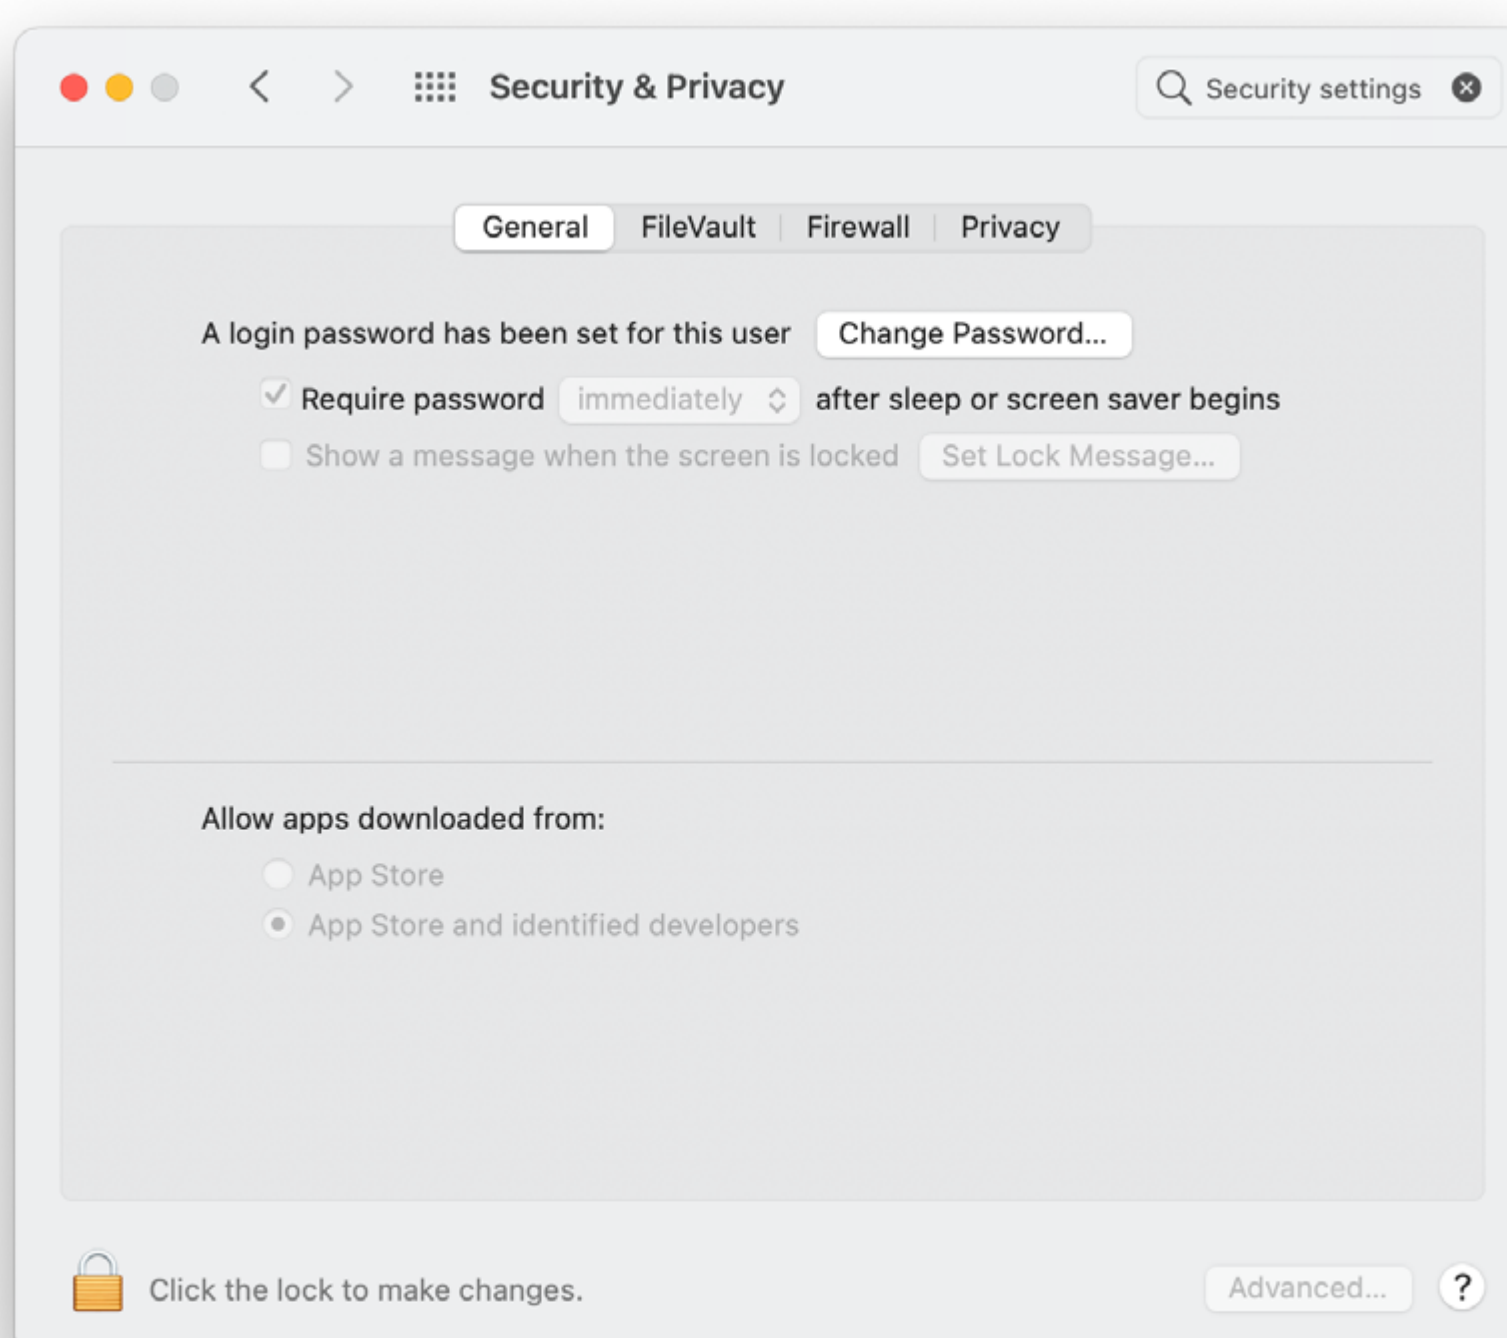 Security & Privacy
Security settings
General FileVault Firewall Privacy
A login password has been set for this user Change Password...
Require password immediately after sleep or screen saver begins
Show a message when the screen is locked Set Lock Message...
Allow apps downloaded from:
App Store
App Store and identified developers
Click the lock to make changes.
Advanced... ?